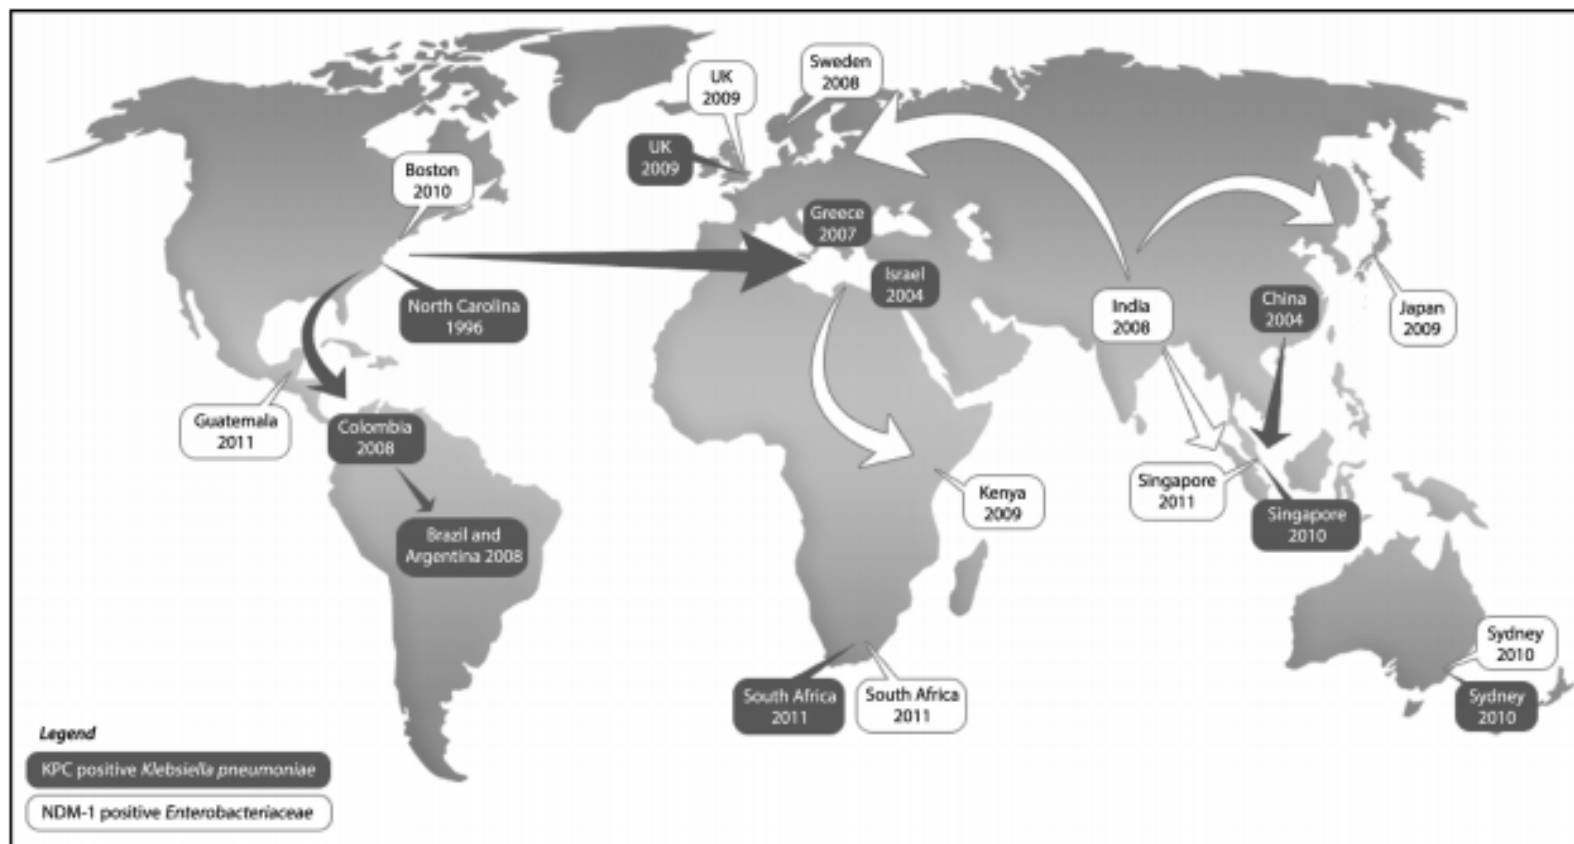 Sweden
2008
UK
2009
UK
2009
Boston
2010
Greece
2007
Israel
2004
North Carolina
1996
India
2008
China
2004
Japan
2009
Guatemala
2011
Colombia
2008
Kenya
2009
Singapore
2011
Singapore
2010
Brazil and
Argentina 2008
Sydney
2010
Sydney
2010
South Africa
2011
South Africa
2011
Legend
KPC positive Klebsiella pneumoniae
NDM-1 positive Enterobacteriaceae